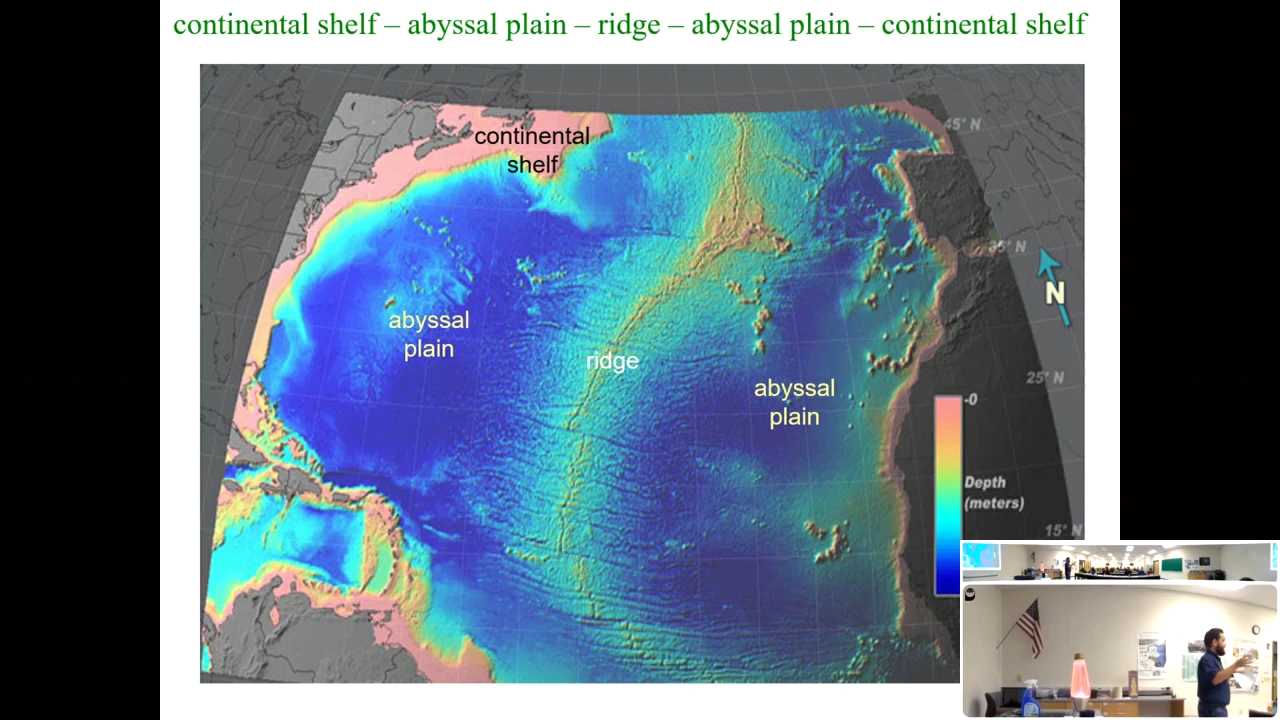 continental shelf – abyssal plain – ridge – abyssal plain – continental shelf
continental
shelf
45° N
35° N
N
abyssal
plain
ridge
abyssal
plain
25° N
-0
Depth
(meters)
15° N